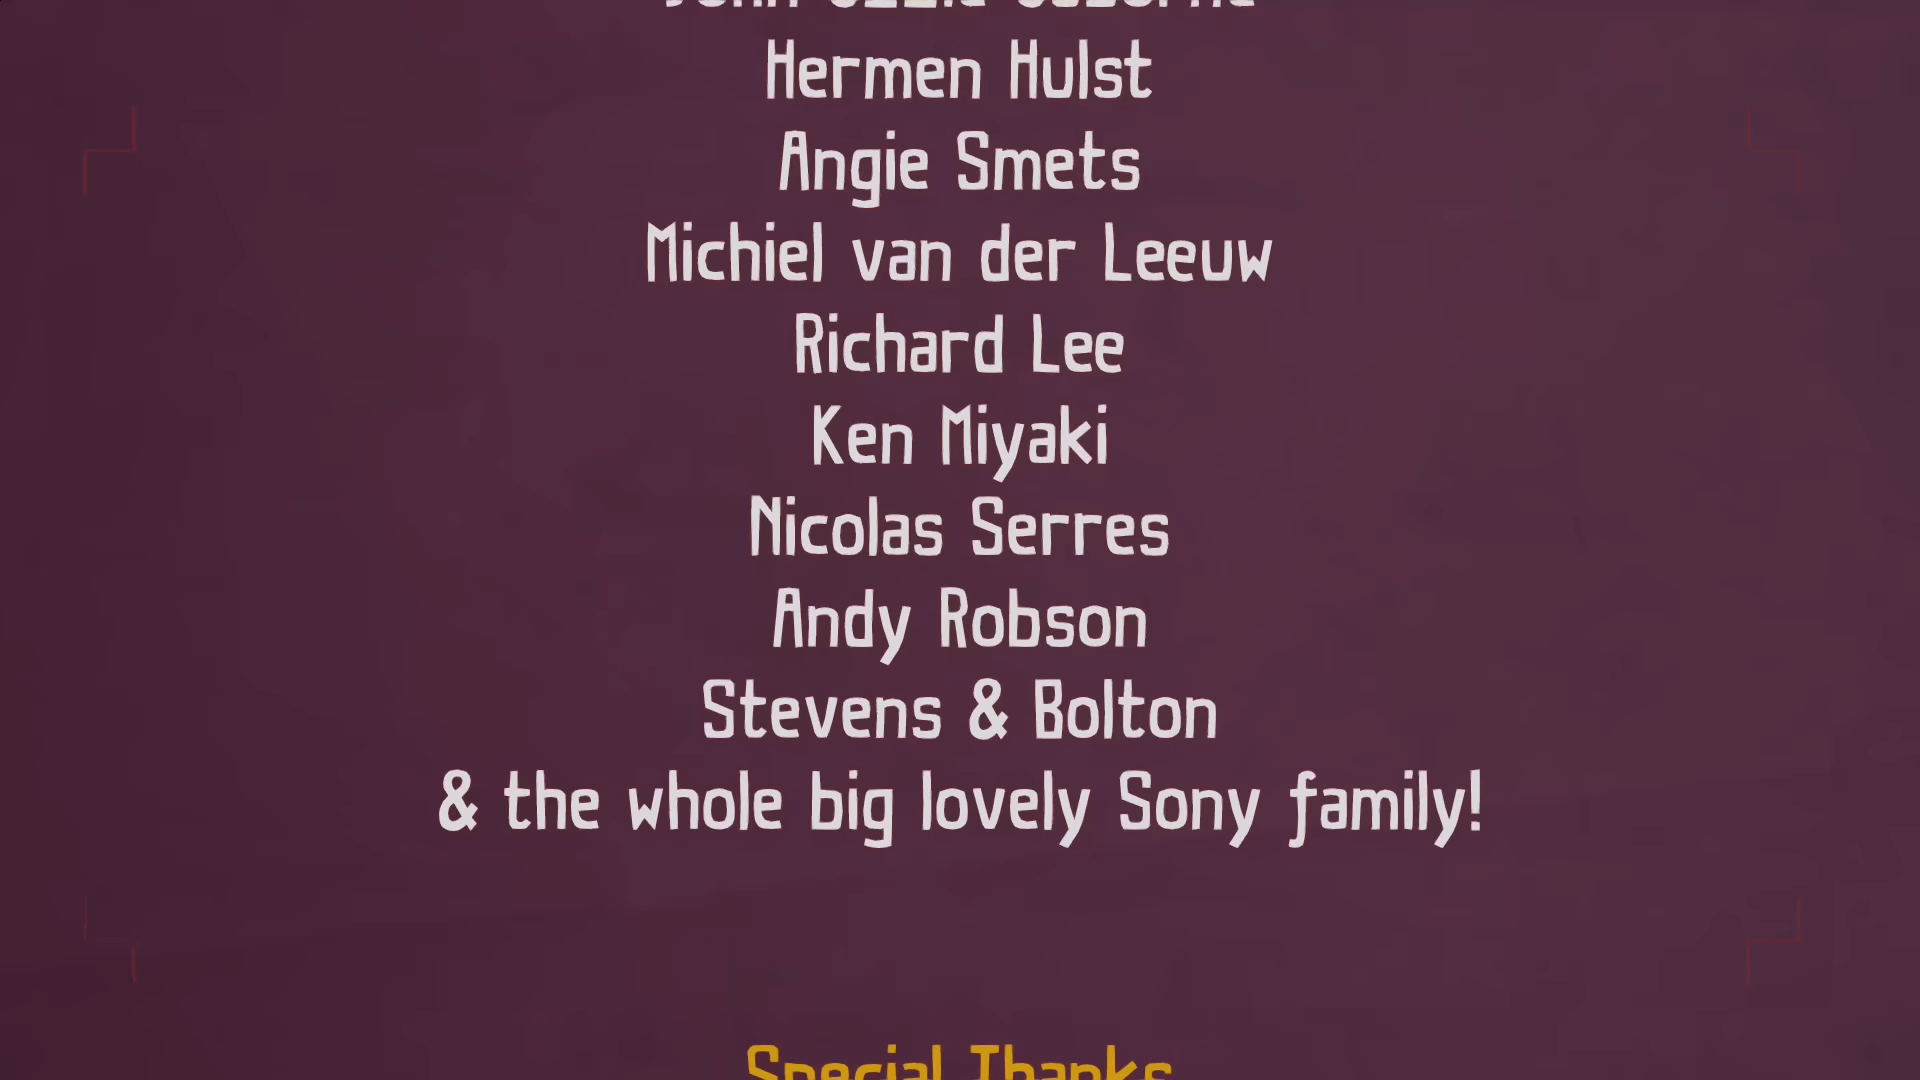 Hermen Hulst
Angie Smets
Michiel van der Leeuw
Richard Lee
Ken Miyaki
Nicolas Serres
Andy Robson
Stevens & Bolton
& the whole big lovely Sony family!
Special Thanks